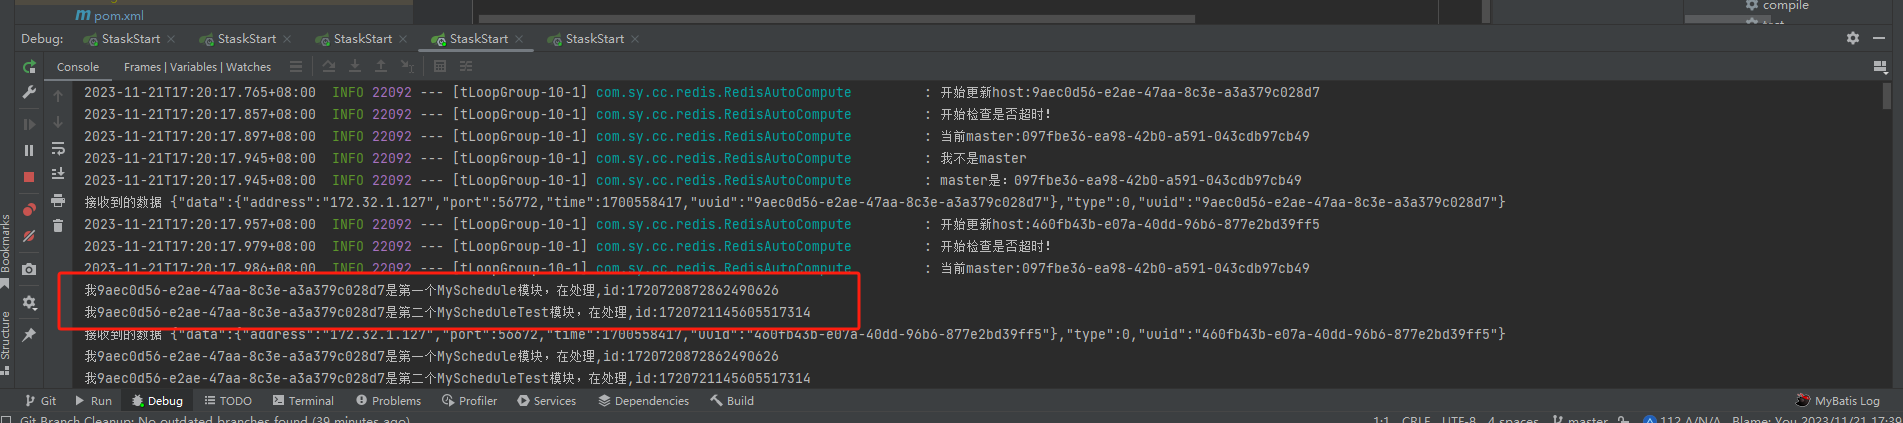 pom.xml
compile
Debug: StaskStart StaskStart StaskStart StaskStart StaskStart
Console Frames | Variables | Watches
2023-11-21T17:20:17.765+08:00 INFO 22092 --- [tLoopGroup-10-1] com.sy.cc.redis.RedisAutoCompute : 开始更新host:9aec0d56-e2ae-47aa-8c3e-a3a379c028d7
2023-11-21T17:20:17.857+08:00 INFO 22092 --- [tLoopGroup-10-1] com.sy.cc.redis.RedisAutoCompute : 开始检查是否超时!
2023-11-21T17:20:17.897+08:00 INFO 22092 --- [tLoopGroup-10-1] com.sy.cc.redis.RedisAutoCompute : 当前master:097fbe36-ea98-42b0-a591-043cdb97cb49
2023-11-21T17:20:17.945+08:00 INFO 22092 --- [tLoopGroup-10-1] com.sy.cc.redis.RedisAutoCompute : 我不是master
2023-11-21T17:20:17.945+08:00 INFO 22092 --- [tLoopGroup-10-1] com.sy.cc.redis.RedisAutoCompute : master是：097fbe36-ea98-42b0-a591-043cdb97cb49
接收到的数据 {"data":{"address":"172.32.1.127","port":56772,"time":1700558417,"uuid":"9aec0d56-e2ae-47aa-8c3e-a3a379c028d7"},"type":0,"uuid":"9aec0d56-e2ae-47aa-8c3e-a3a379c028d7"}
2023-11-21T17:20:17.957+08:00 INFO 22092 --- [tLoopGroup-10-1] com.sy.cc.redis.RedisAutoCompute : 开始更新host:460fb43b-e07a-40dd-96b6-877e2bd39ff5
2023-11-21T17:20:17.979+08:00 INFO 22092 --- [tLoopGroup-10-1] com.sy.cc.redis.RedisAutoCompute : 开始检查是否超时!
2023-11-21T17:20:17.986+08:00 INFO 22092 --- [tLoopGroup-10-1] com.sy.cc.redis.RedisAutoCompute : 当前master:097fbe36-ea98-42b0-a591-043cdb97cb49
我9aec0d56-e2ae-47aa-8c3e-a3a379c028d7是第一个MySchedule模块，在处理,id:1720720872862490626
我9aec0d56-e2ae-47aa-8c3e-a3a379c028d7是第二个MyScheduleTest模块，在处理,id:1720721145605517314
接收到的数据 {"data":{"address":"172.32.1.127","port":56672,"time":1700558417,"uuid":"460fb43b-e07a-40dd-96b6-877e2bd39ff5"},"type":0,"uuid":"460fb43b-e07a-40dd-96b6-877e2bd39ff5"}
我9aec0d56-e2ae-47aa-8c3e-a3a379c028d7是第一个MySchedule模块，在处理,id:1720720872862490626
我9aec0d56-e2ae-47aa-8c3e-a3a379c028d7是第二个MyScheduleTest模块，在处理,id:1720721145605517314
Bookmarks
Structure
Git Run Debug TODO Terminal Problems Profiler Services Dependencies Build MyBatis Log
Git Branch Cleanup: No outdated branches found (39 minutes ago) 1:1 CRLF UTF-8 4 spaces master 112 Δ/N/A Blame: You 2023/11/21 17:39